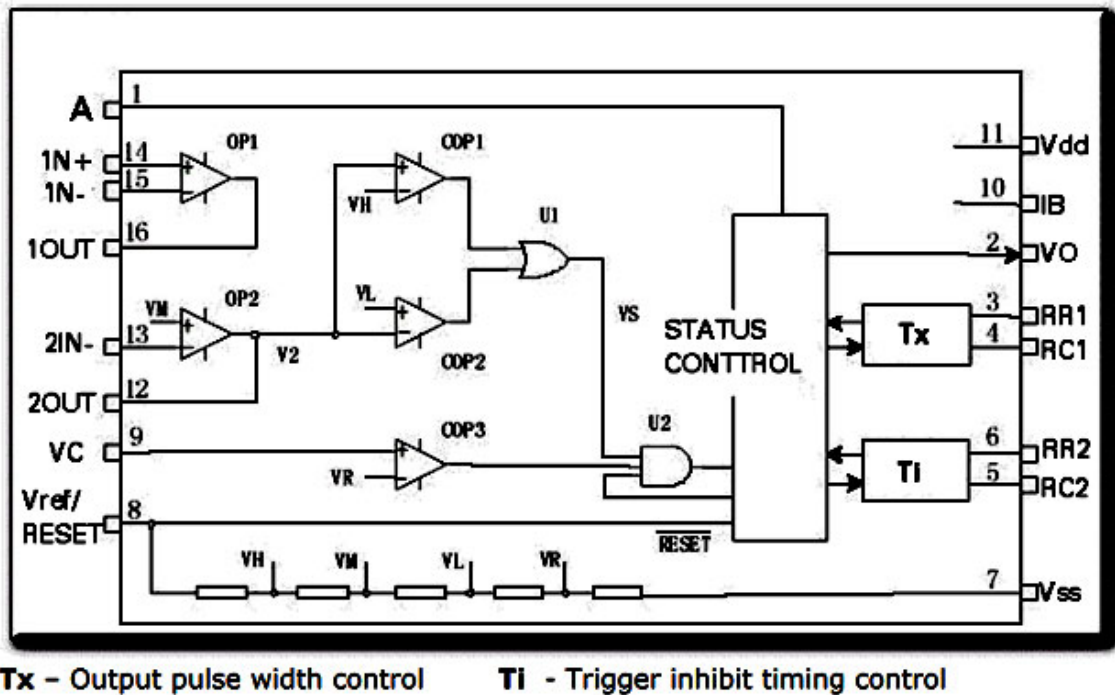 A
1
1N+
14
1N-
15
1OUT
16
OP1
VM
OP2
2IN-
13
2OUT
12
V2
COP1
VH
VL
COP2
U1
VS
VC
9
COP3
VR
U2
Vref/
RESET
8
RESET
STATUS
CONTTROL
11
Vdd
10
IB
2
VO
Tx
3
RR1
4
RC1
Ti
6
RR2
5
RC2
VH
VM
VL
VR
7
Vss
Tx – Output pulse width control
Ti - Trigger inhibit timing control